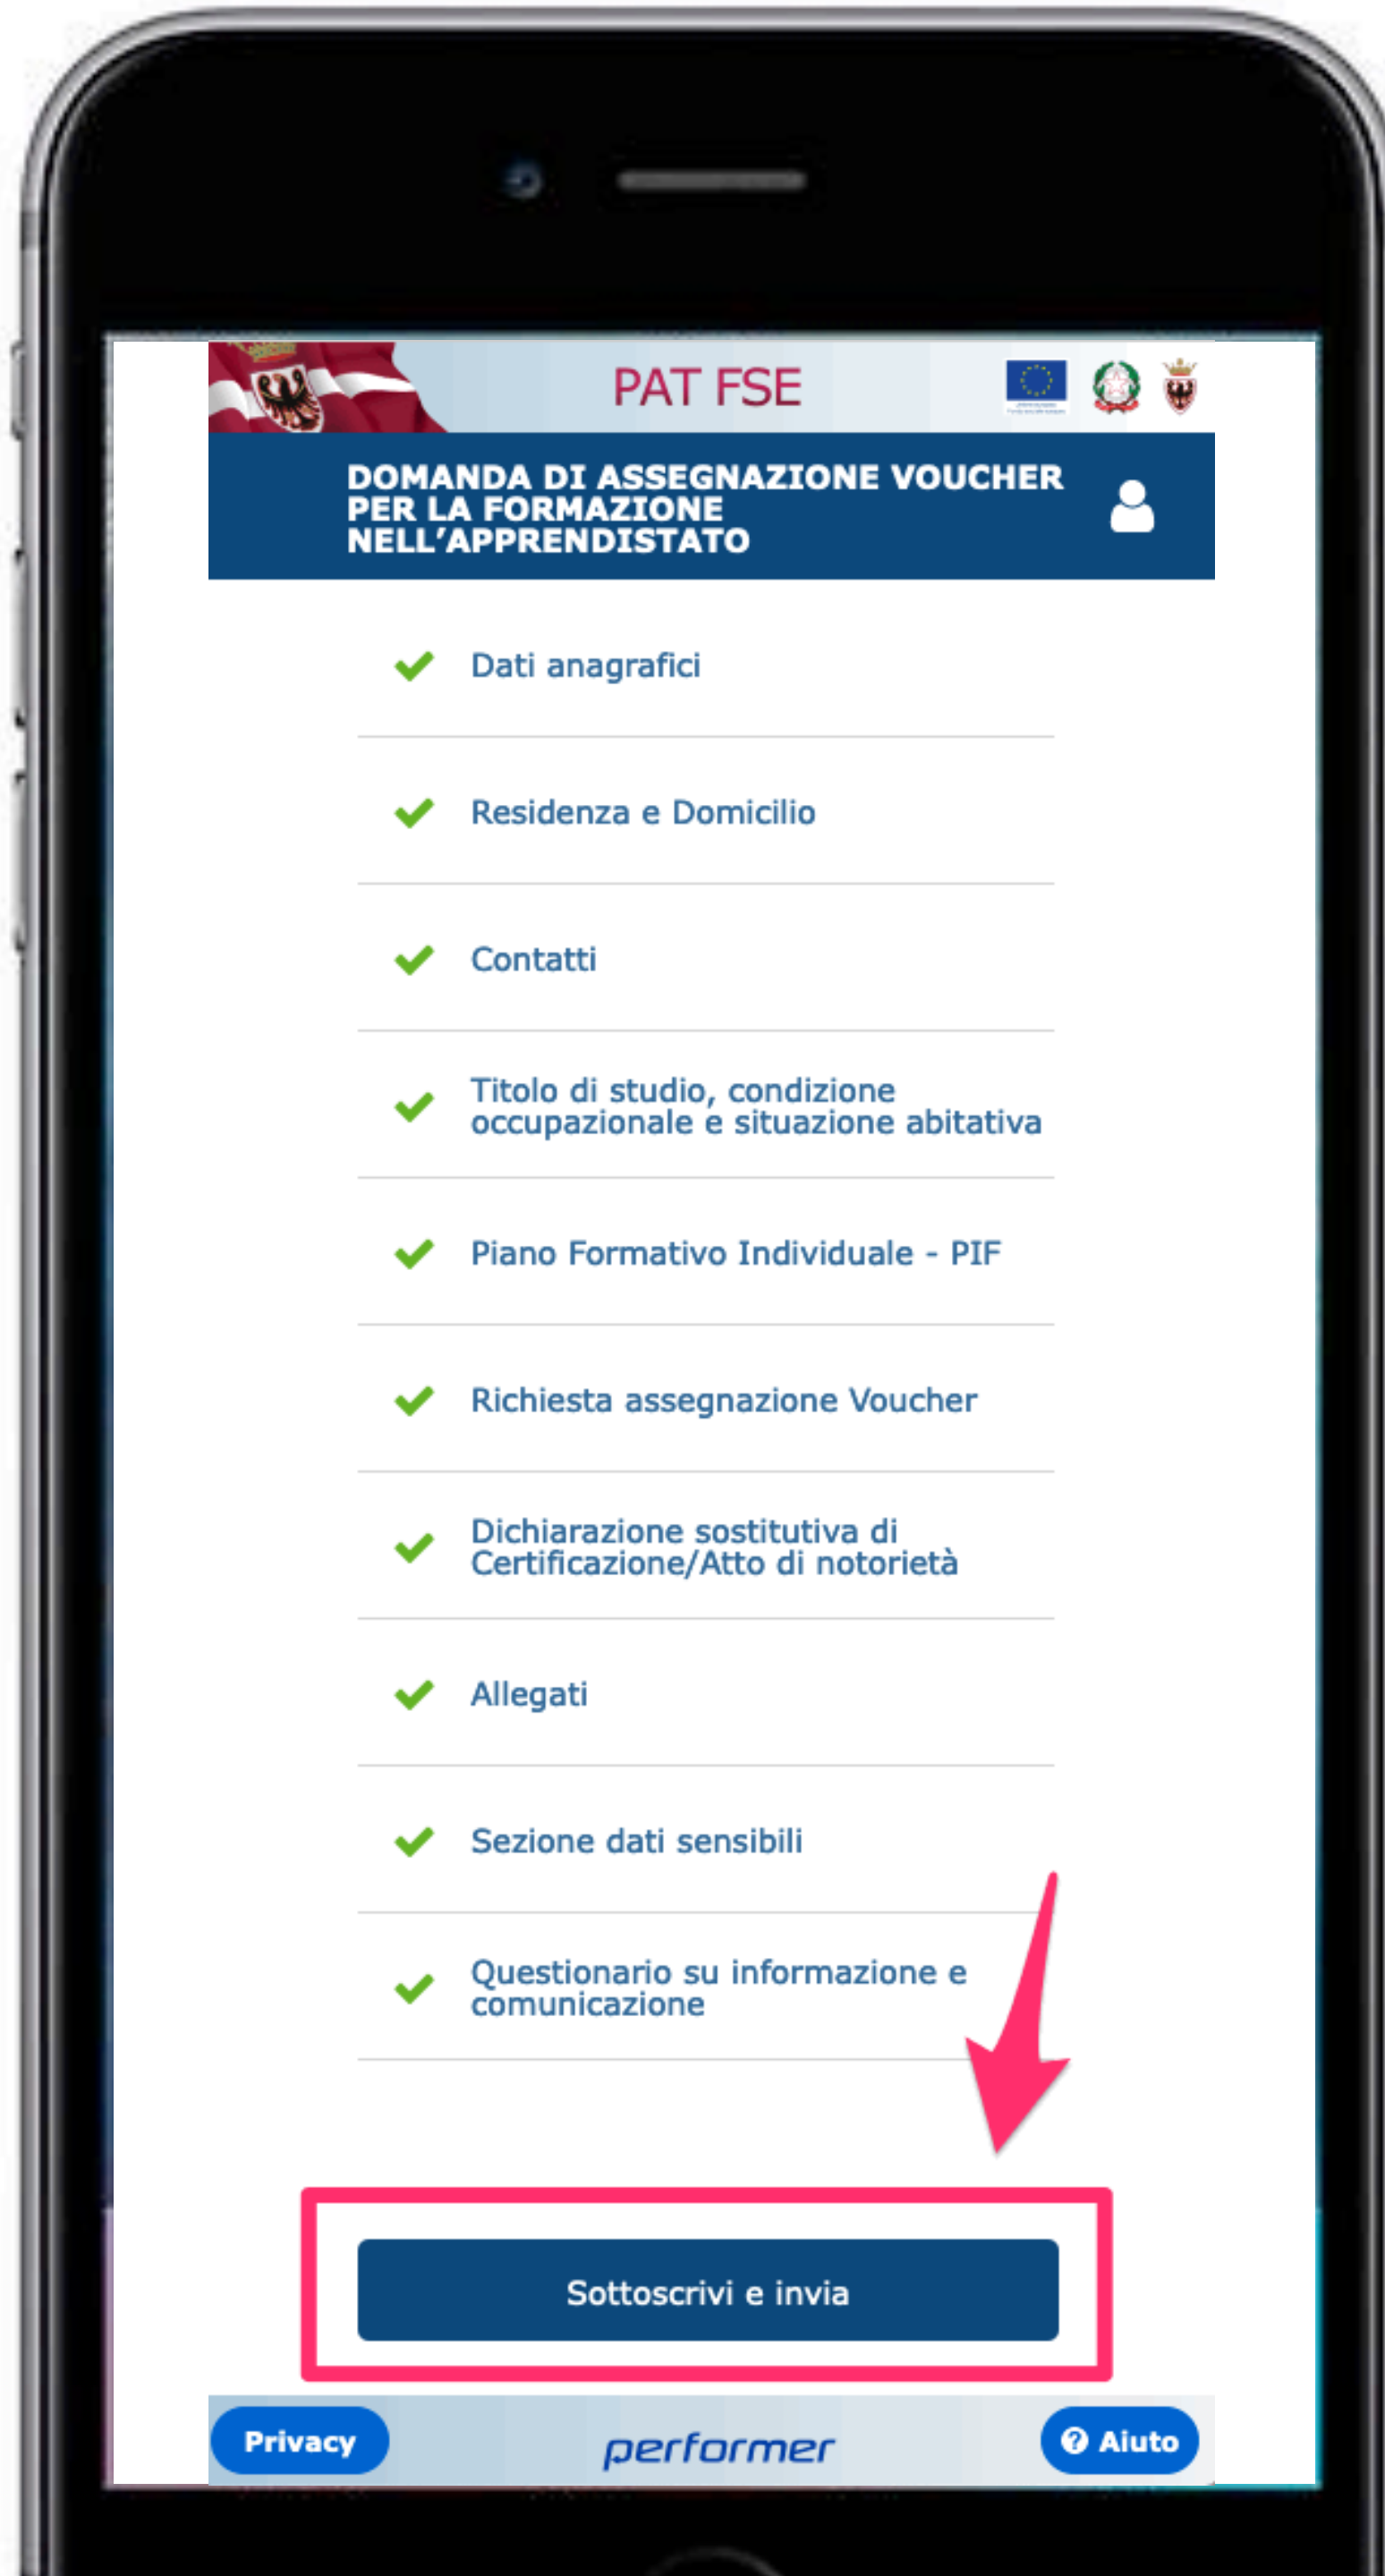 PAT FSE
DOMANDA DI ASSEGNAZIONE VOUCHER
PER LA FORMAZIONE
NELL'APPRENDISTATO
Dati anagrafici
Residenza e Domicilio
Contatti
Titolo di studio, condizione
occupazionale e situazione abitativa
Piano Formativo Individuale - PIF
Richiesta assegnazione Voucher
Dichiarazione sostitutiva di
Certificazione/Atto di notorietà
Allegati
Sezione dati sensibili
Questionario su informazione e
comunicazione
Sottoscrivi e invia
Privacy
performer
Aiuto